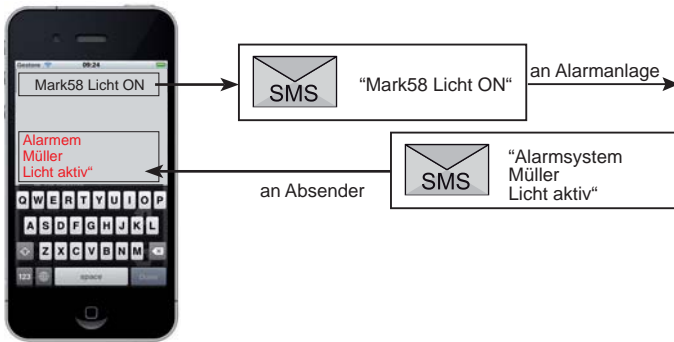 Gestore 09:24
Mark58 Licht ON
SMS
“Mark58 Licht ON“
an Alarmanlage
Alarmem
Müller
Licht aktiv“
an Absender
SMS
“Alarmsystem
Müller
Licht aktiv“
Q W E R T Y U I O P
A S D F G H J K L
Z X C V B N M
123 space Done